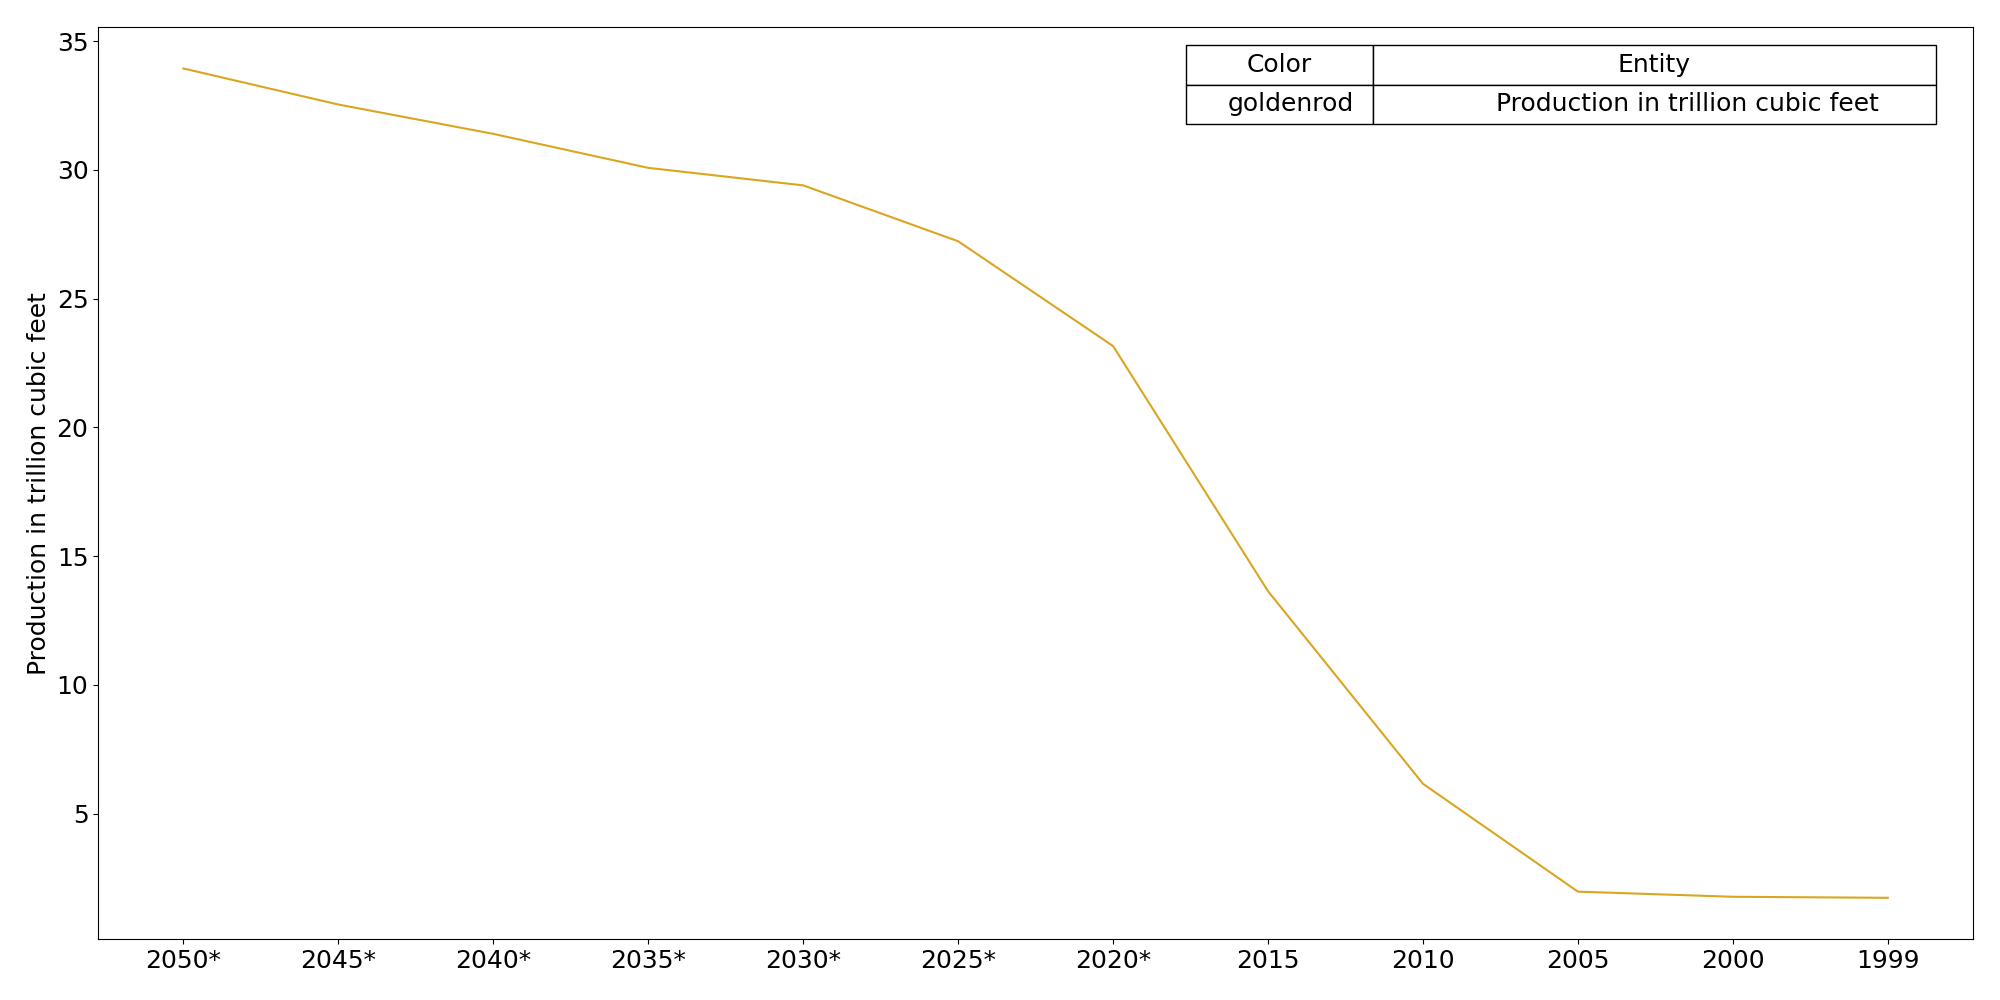 Color Entity
goldenrod Production in trillion cubic feet
Production in trillion cubic feet
35
30
25
20
15
10
5
2050* 2045* 2040* 2035* 2030* 2025* 2020* 2015 2010 2005 2000 1999